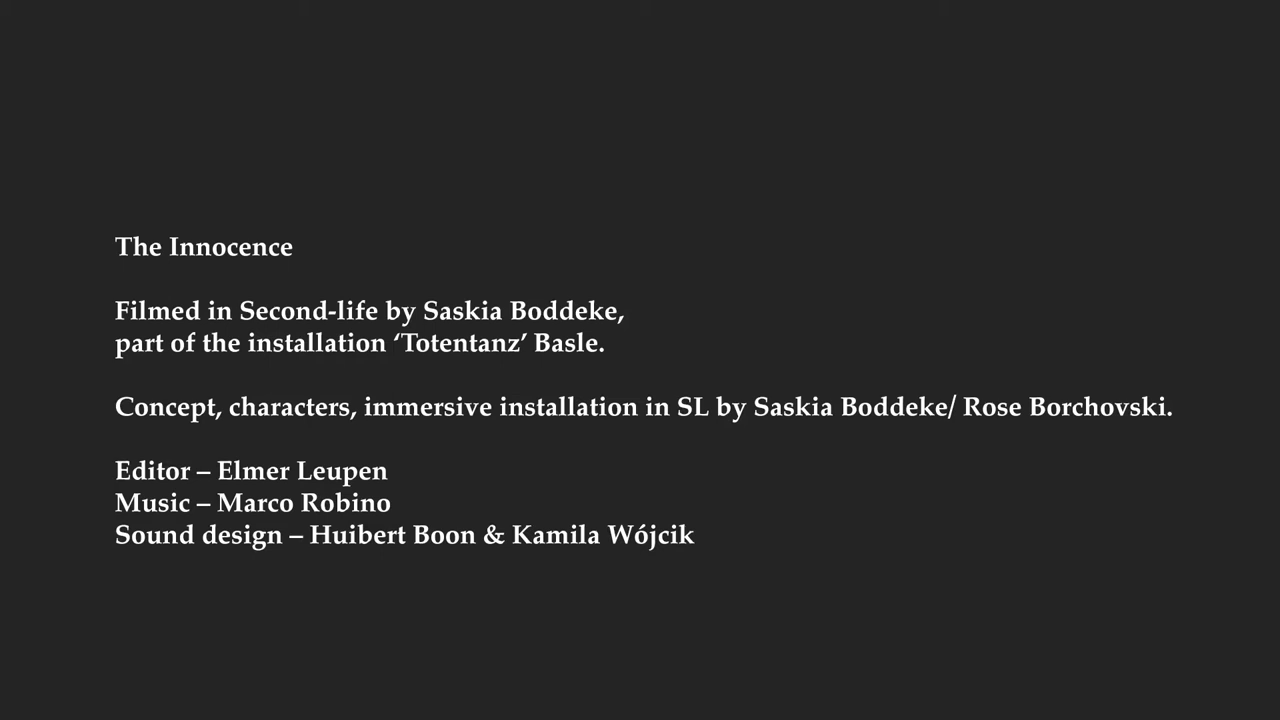 The Innocence
Filmed in Second-life by Saskia Boddeke,
part of the installation ‘Totentanz’ Basle.
Concept, characters, immersive installation in SL by Saskia Boddeke/ Rose Borchovski.
Editor – Elmer Leupen
Music – Marco Robino
Sound design – Huibert Boon & Kamila Wójcik